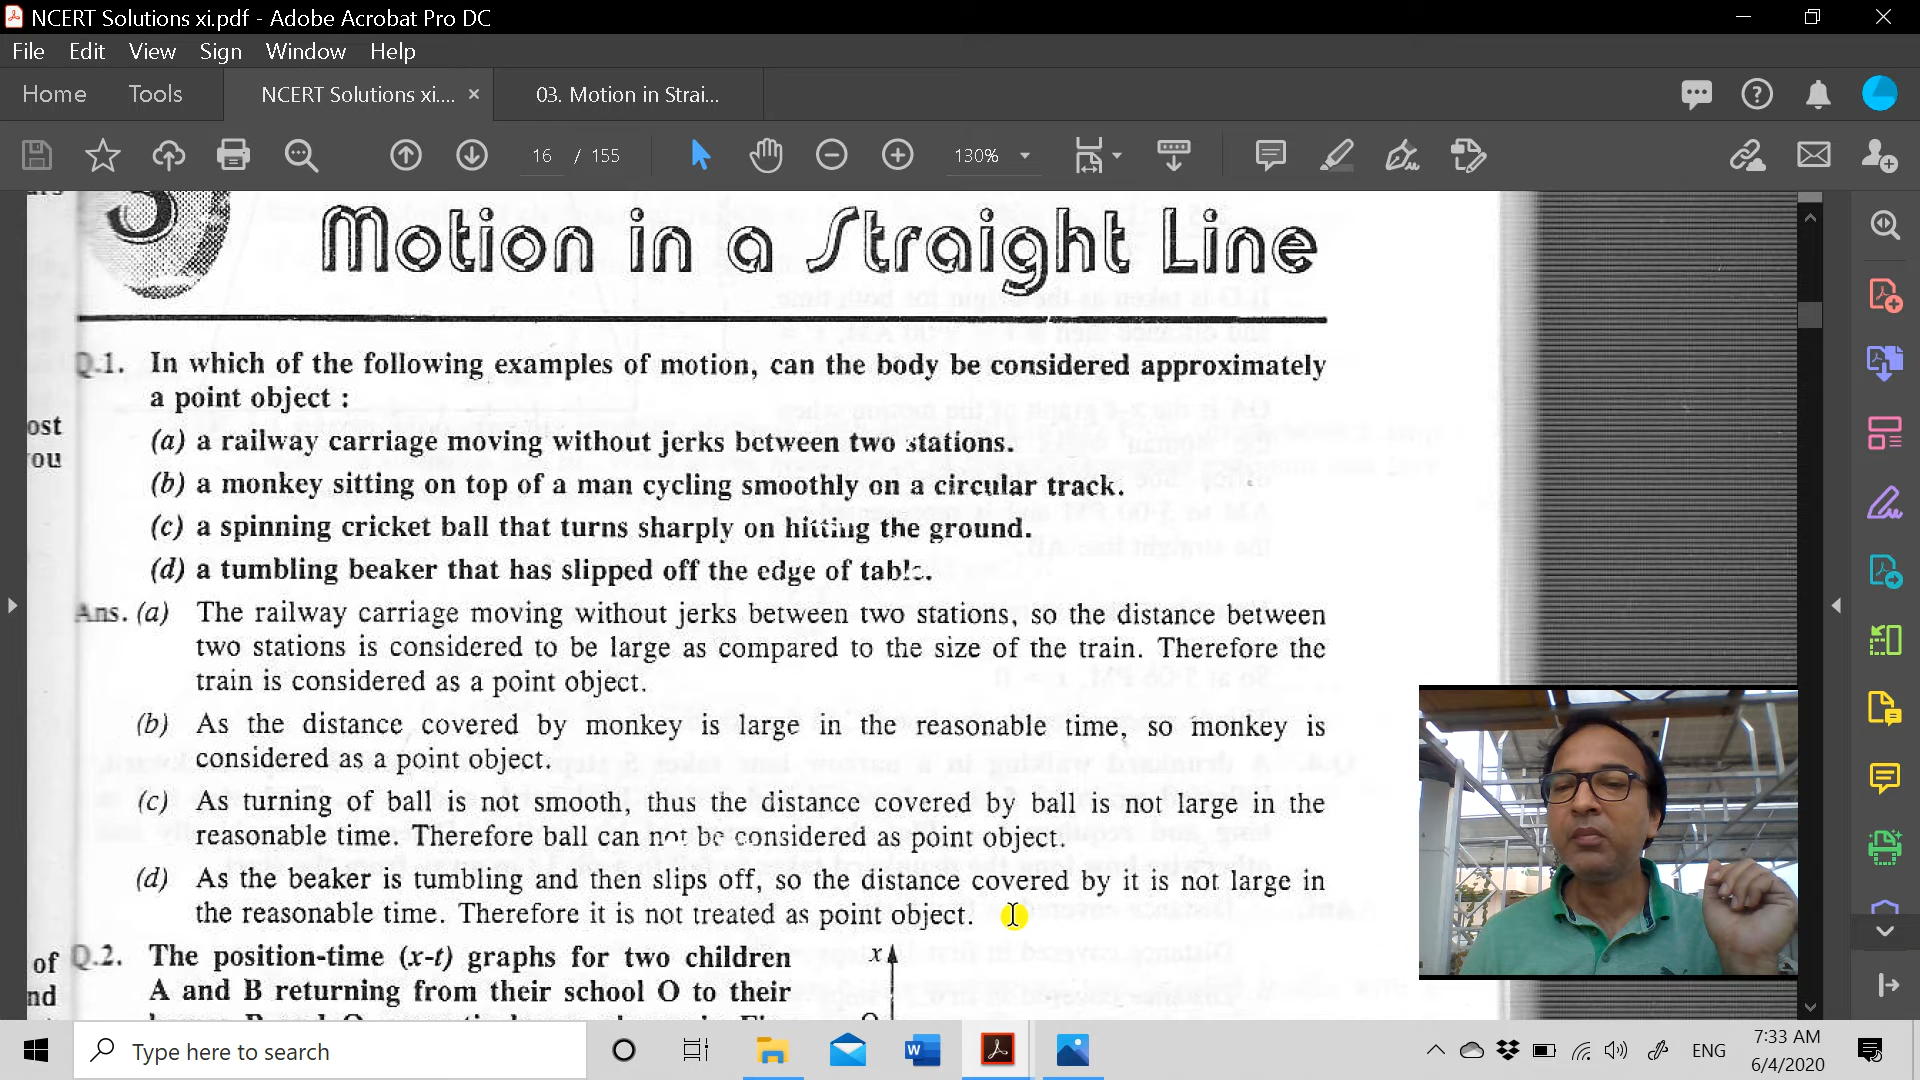 NCERT Solutions xi.pdf - Adobe Acrobat Pro DC
File Edit View Sign Window Help
Home Tools NCERT Solutions xi.... × 03. Motion in Strai...
16 / 155 130%
Motion in a Straight Line
Q.1. In which of the following examples of motion, can the body be considered approximately
a point object :
(a) a railway carriage moving without jerks between two stations.
(b) a monkey sitting on top of a man cycling smoothly on a circular track.
(c) a spinning cricket ball that turns sharply on hitting the ground.
(d) a tumbling beaker that has slipped off the edge of table.
ost
you
Ans. (a) The railway carriage moving without jerks between two stations, so the distance between
two stations is considered to be large as compared to the size of the train. Therefore the
train is considered as a point object.
(b) As the distance covered by monkey is large in the reasonable time, so monkey is
considered as a point object.
(c) As turning of ball is not smooth, thus the distance covered by ball is not large in the
reasonable time. Therefore ball can not be considered as point object.
(d) As the beaker is tumbling and then slips off, so the distance covered by it is not large in
the reasonable time. Therefore it is not treated as point object.
of
nd
Q.2. The position-time (x-t) graphs for two children
A and B returning from their school O to their
x
Type here to search
ENG
7:33 AM
6/4/2020